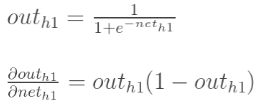 out_{h1} = \frac{1}{1+e^{-net_{h1}}}
\frac{\partial out_{h1}}{\partial net_{h1}} = out_{h1}(1 - out_{h1})